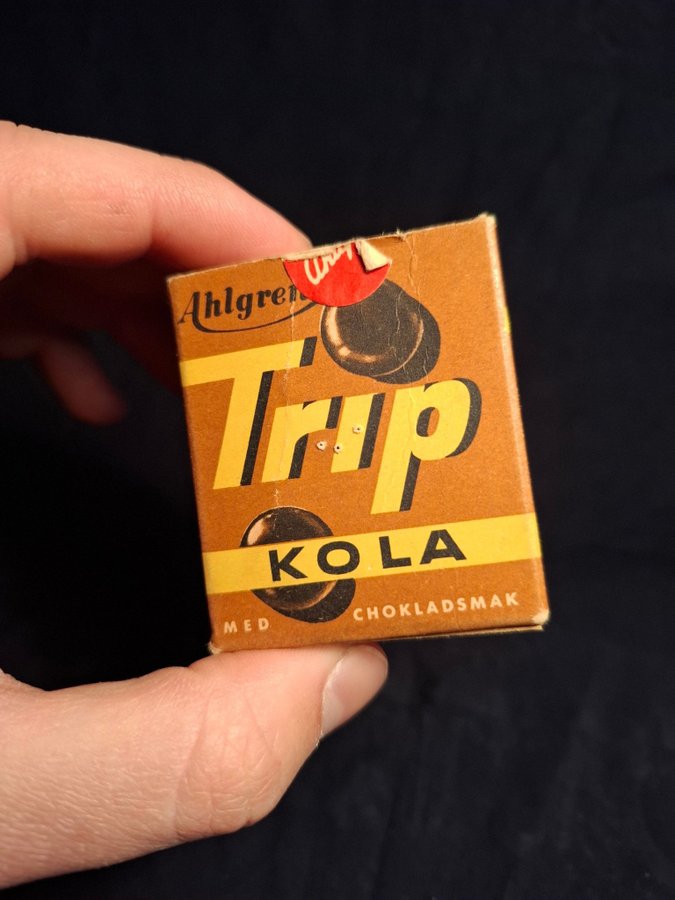 Ahlgren
Trip
KOLA
MED CHOKLADSMAK